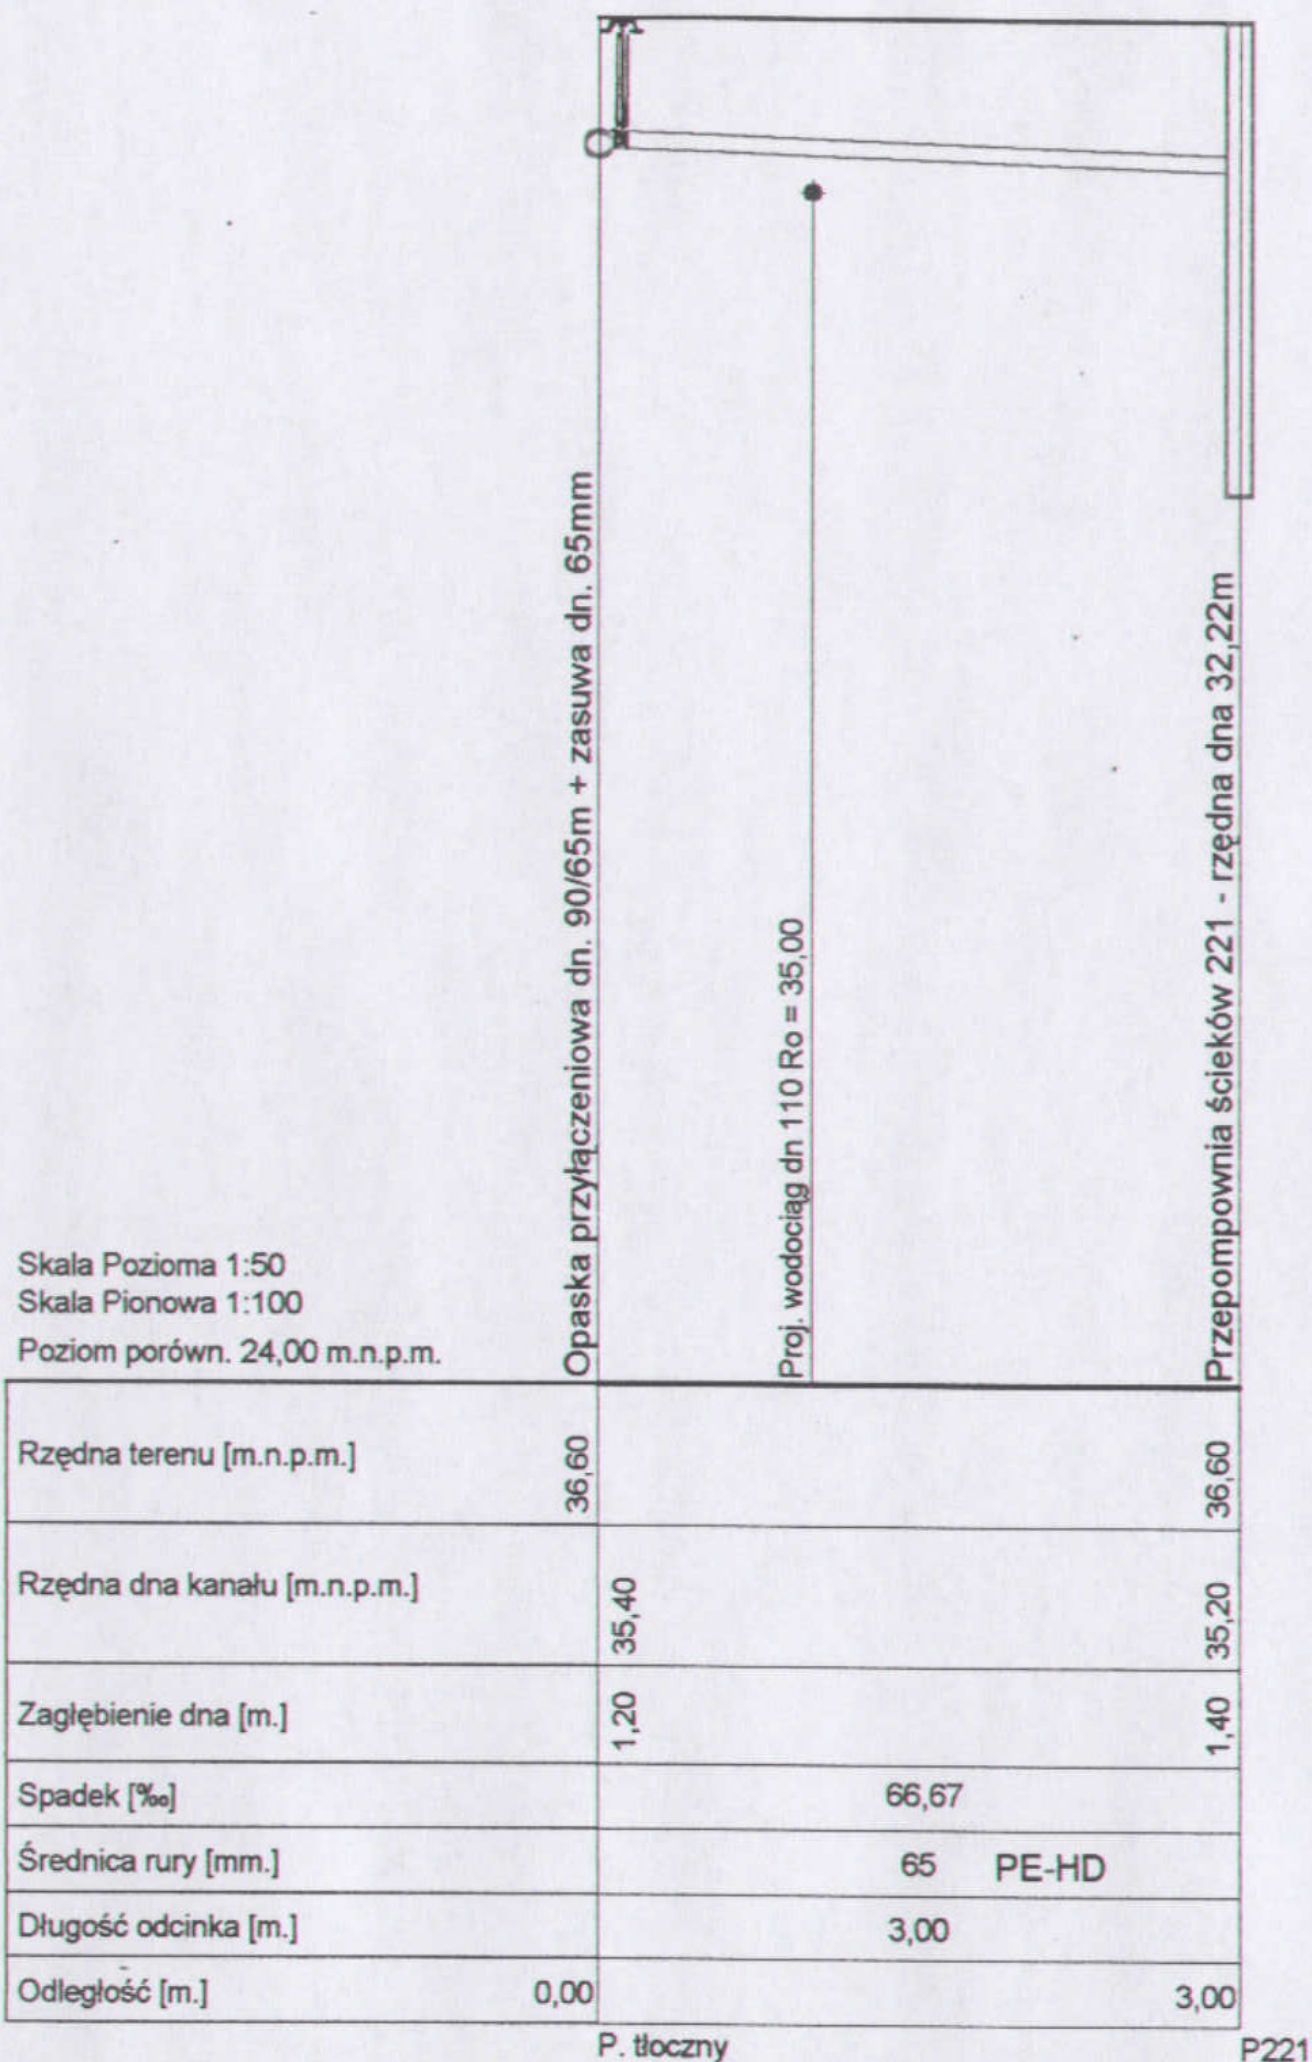 Opaska przyłączeniowa dn. 90/65m + zasuwa dn. 65mm
Proj. wodociąg dn 110 Ro = 35,00
Przepompownia ścieków 221 - rzędna dna 32,22m
Skala Pozioma 1:50
Skala Pionowa 1:100
Poziom porówn. 24,00 m.n.p.m.
Rzędna terenu [m.n.p.m.] 36,60 36,60
Rzędna dna kanału [m.n.p.m.] 35,40 35,20
Zagłębienie dna [m.] 1,20 1,40
Spadek [‰] 66,67
Średnica rury [mm.] 65 PE-HD
Długość odcinka [m.] 3,00
Odległość [m.] 0,00 3,00
P. tłoczny P221